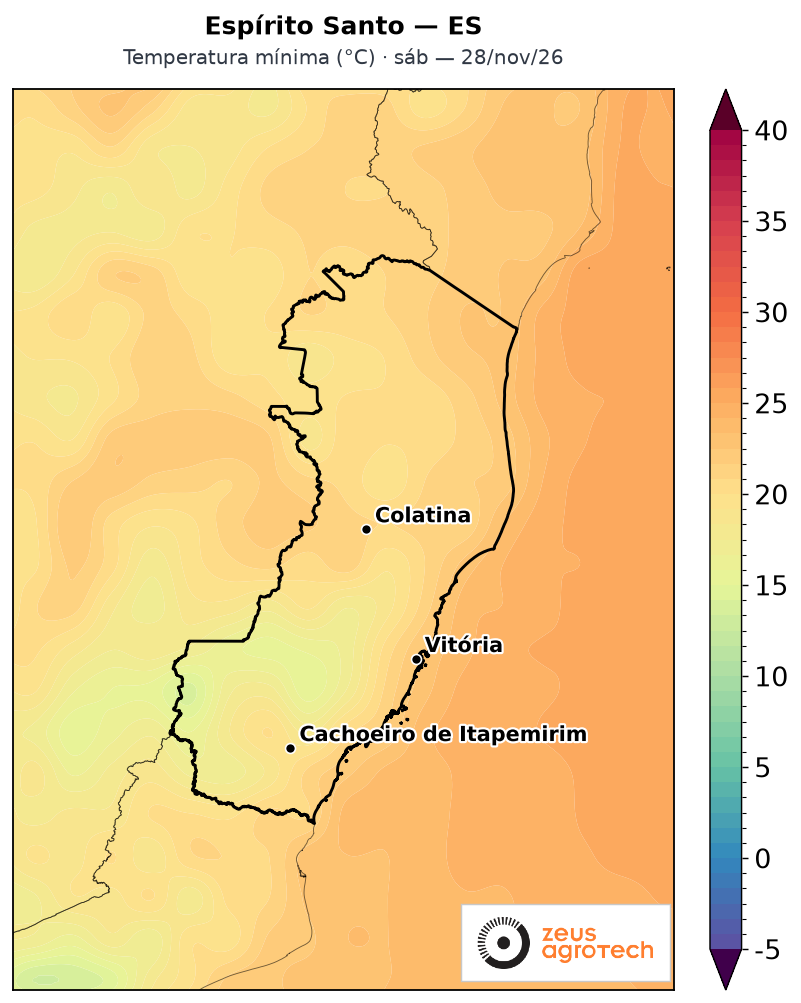 Espírito Santo — ES
Temperatura mínima (°C) · sáb — 28/nov/26
40
35
30
25
20
15
10
5
0
-5
Colatina
Vitória
Cachoeiro de Itapemirim
zeus
agrotech